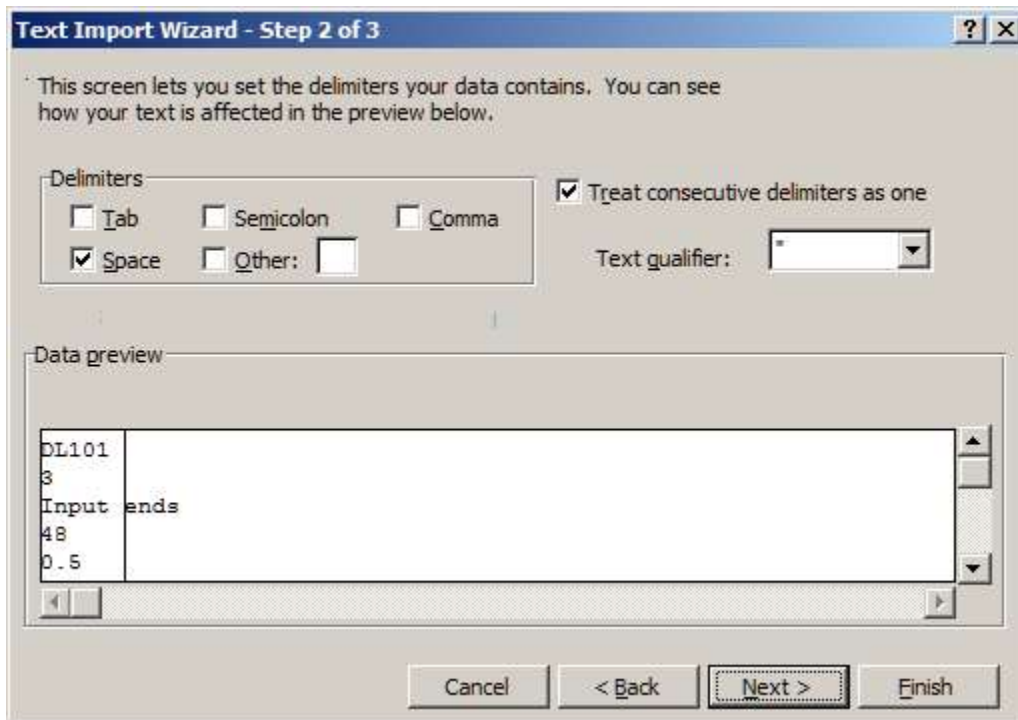 Text Import Wizard - Step 2 of 3
This screen lets you set the delimiters your data contains. You can see
how your text is affected in the preview below.
Delimiters
Tab
Semicolon
Comma
Space
Other:
Treat consecutive delimiters as one
Text qualifier: "
Data preview
DL101
3
Input ends
48
0.5
Cancel
< Back
Next >
Finish